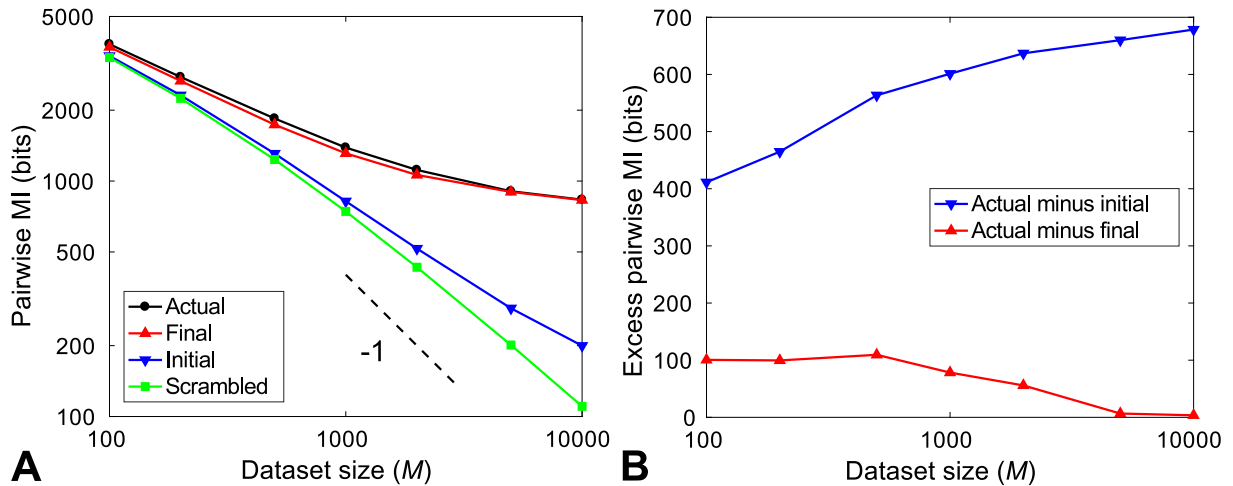 5000
2000
1000
500
200
100
Pairwise MI (bits)
Actual
Final
Initial
Scrambled
-1
100
1000
10000
Dataset size (M)
A
700
600
500
400
300
200
100
0
Excess pairwise MI (bits)
Actual minus initial
Actual minus final
100
1000
10000
Dataset size (M)
B